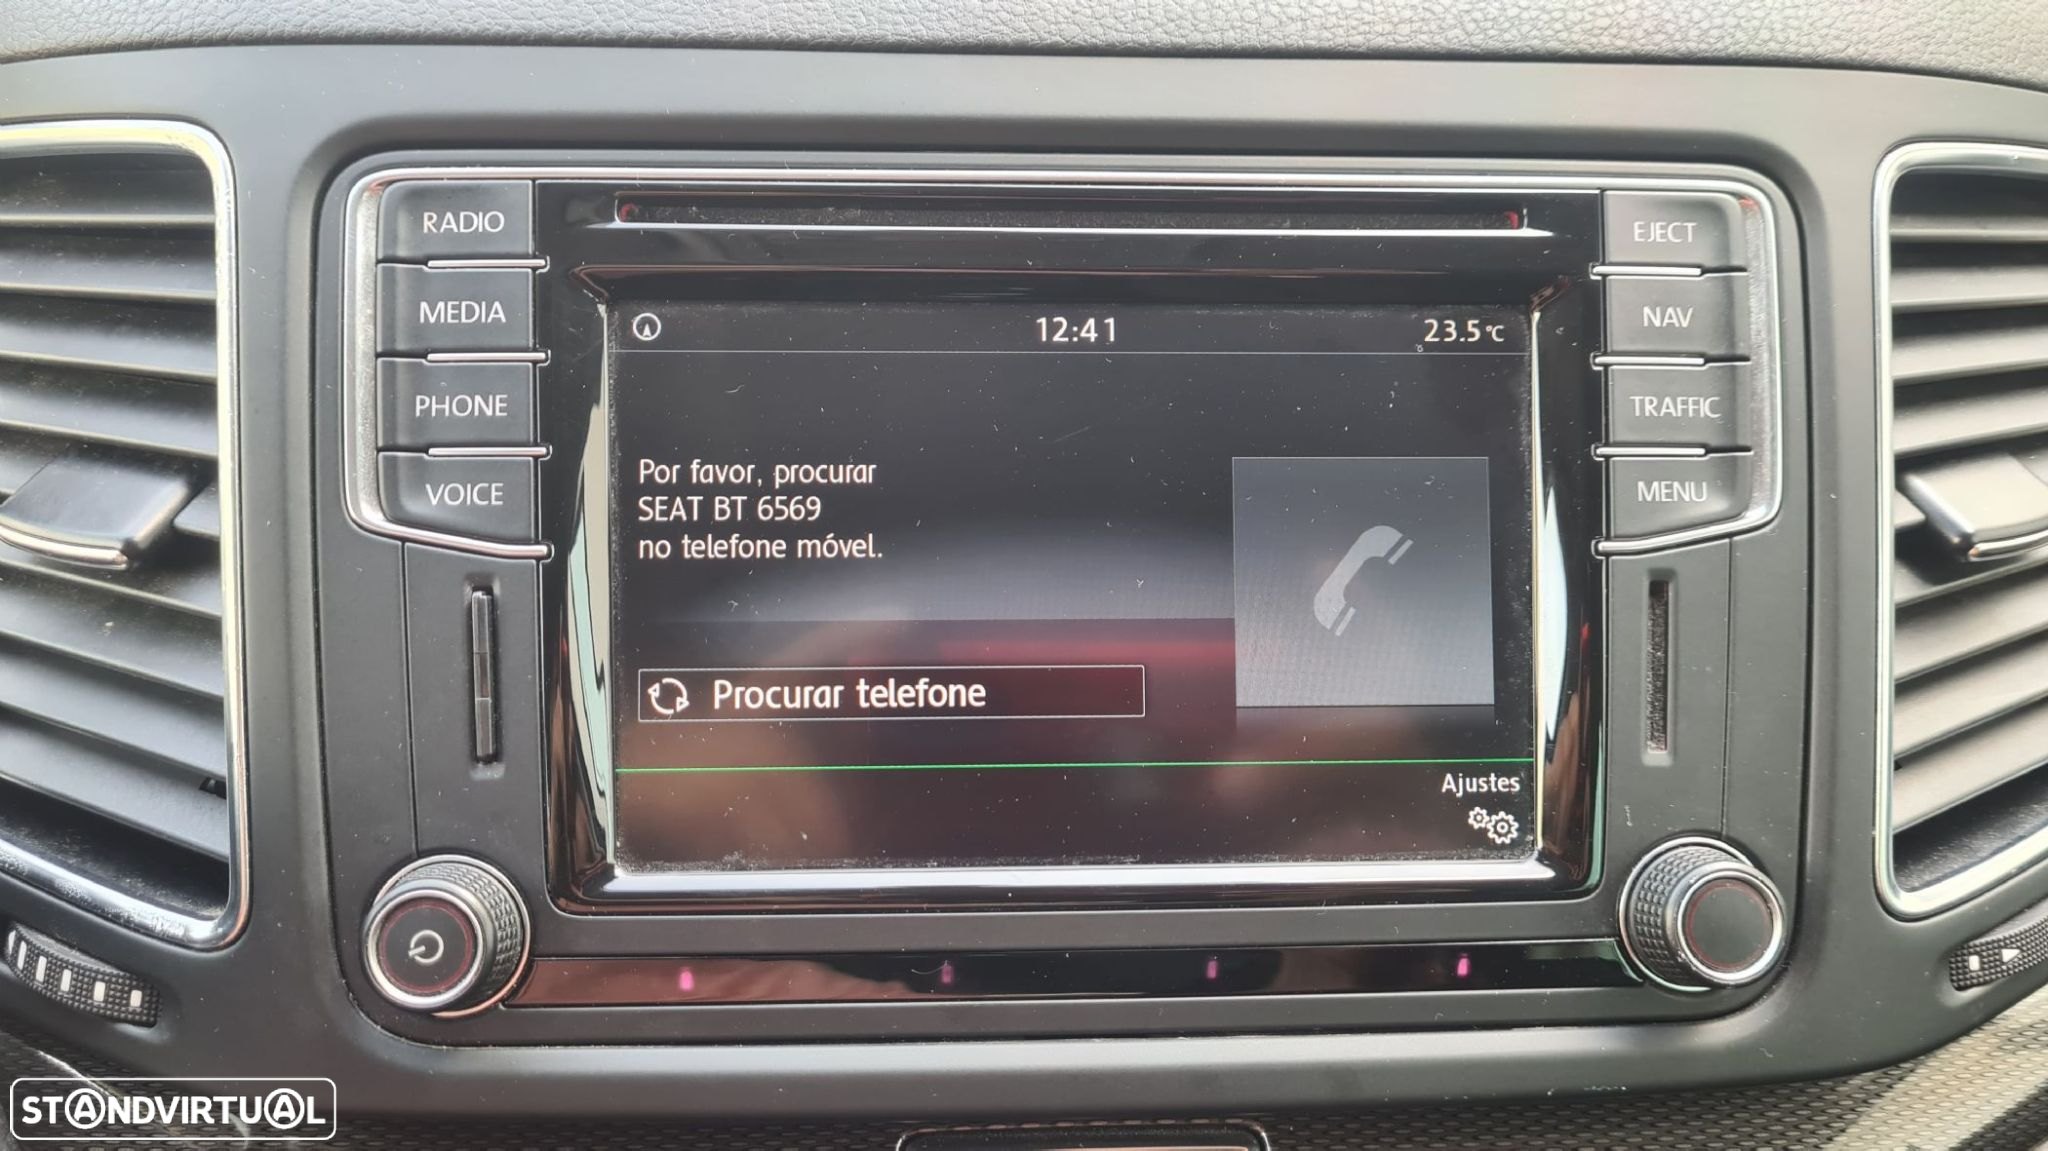 RADIO
MEDIA
PHONE
VOICE
EJECT
NAV
TRAFFIC
MENU
12:41
23.5°C
Por favor, procurar
SEAT BT 6569
no telefone móvel.
Procurar telefone
Ajustes
STANDVIRTUAL